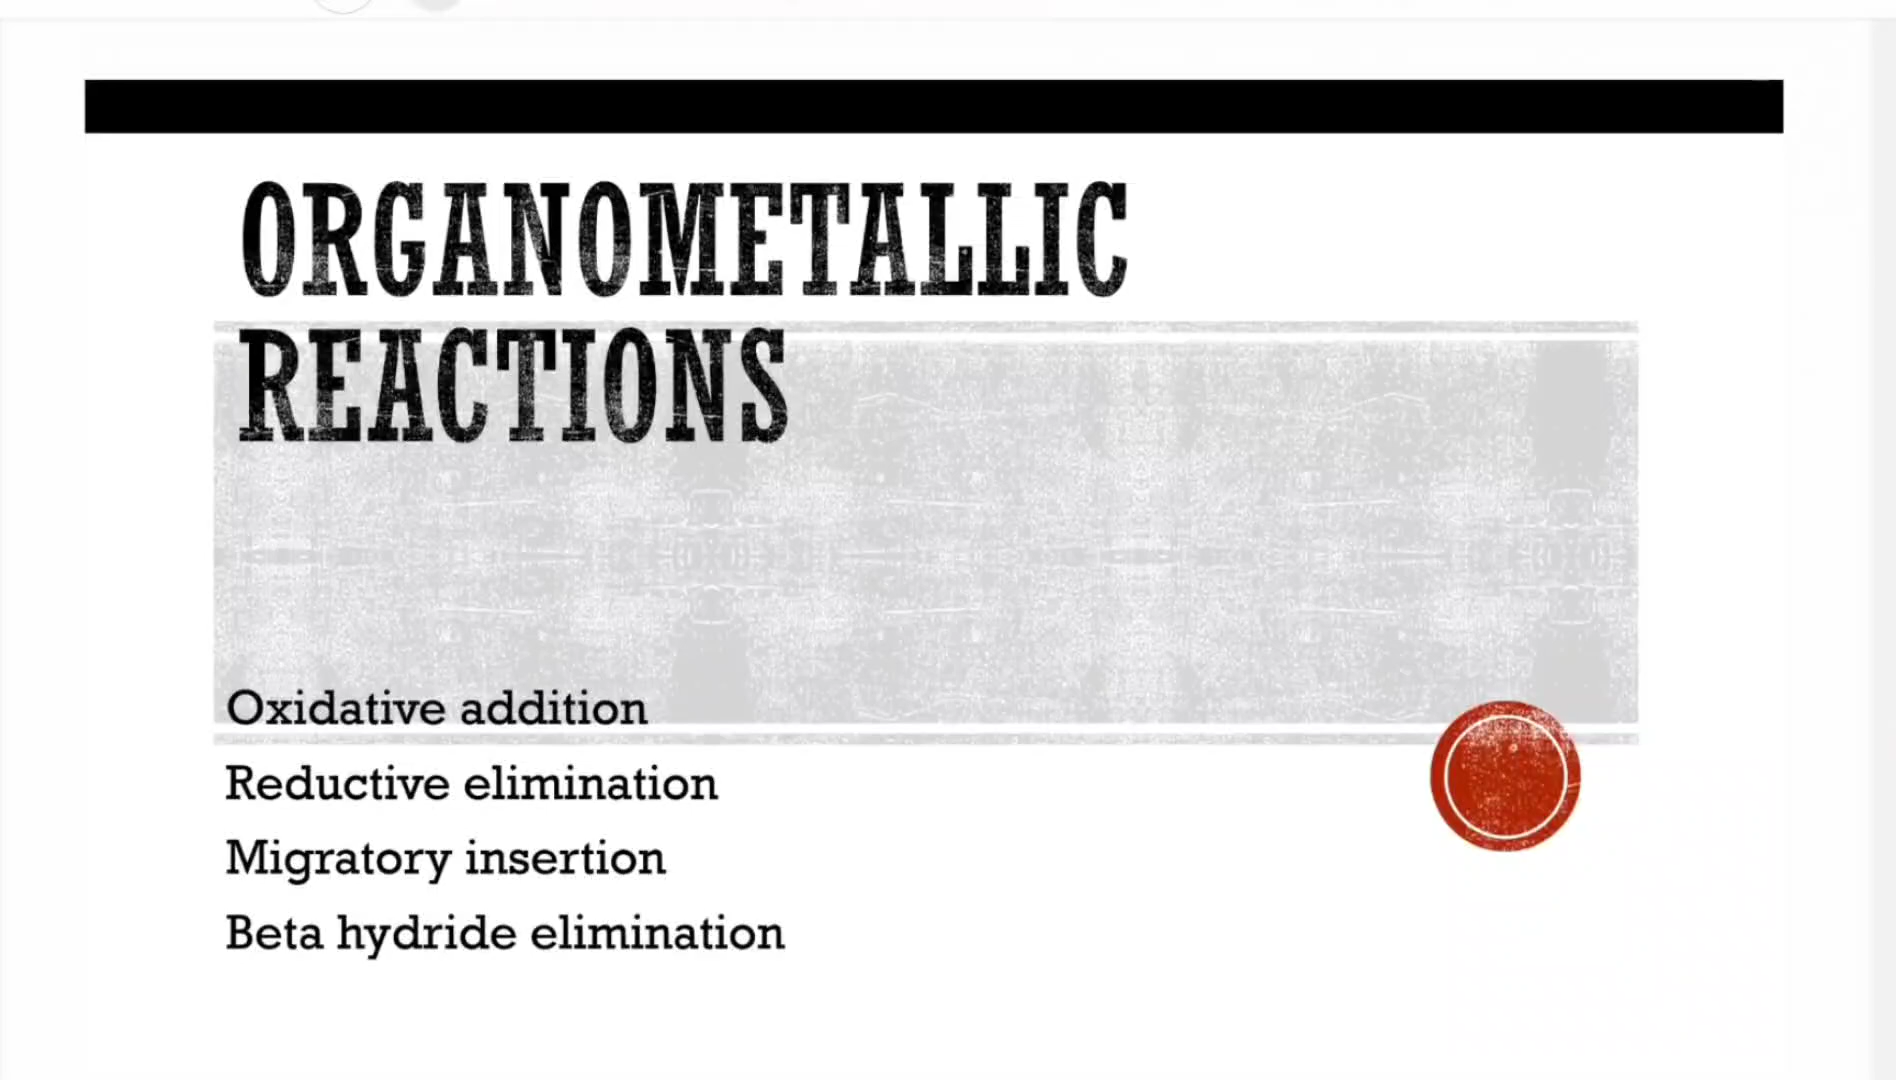 ORGANOMETALLIC
REACTIONS
Oxidative addition
Reductive elimination
Migratory insertion
Beta hydride elimination